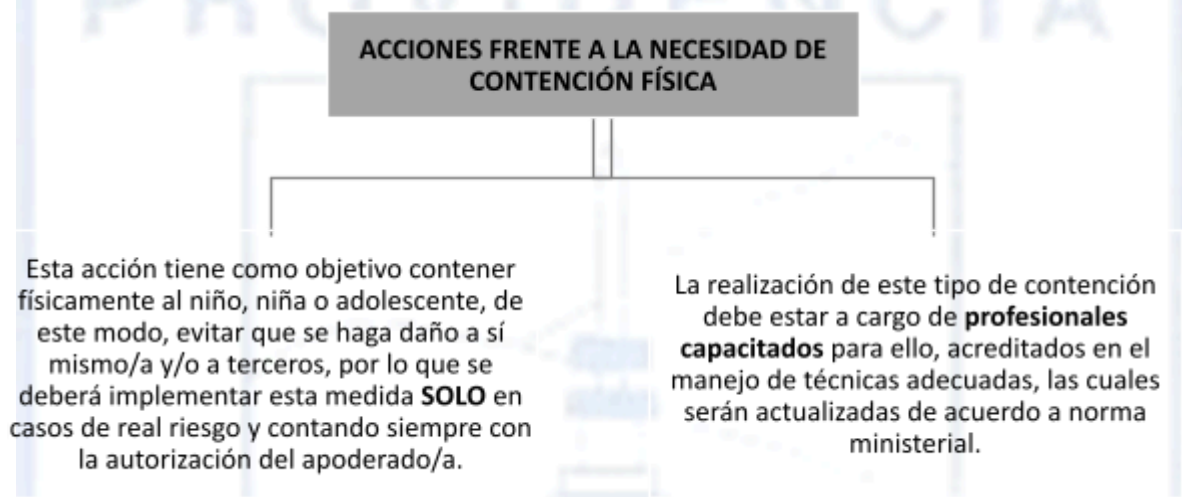 PROVIDENCIA
ACCIONES FRENTE A LA NECESIDAD DE
CONTENCIÓN FÍSICA
Esta acción tiene como objetivo contener
físicamente al niño, niña o adolescente, de
este modo, evitar que se haga daño a sí
mismo/a y/o a terceros, por lo que se
deberá implementar esta medida SOLO en
casos de real riesgo y contando siempre con
la autorización del apoderado/a.
La realización de este tipo de contención
debe estar a cargo de profesionales
capacitados para ello, acreditados en el
manejo de técnicas adecuadas, las cuales
serán actualizadas de acuerdo a norma
ministerial.